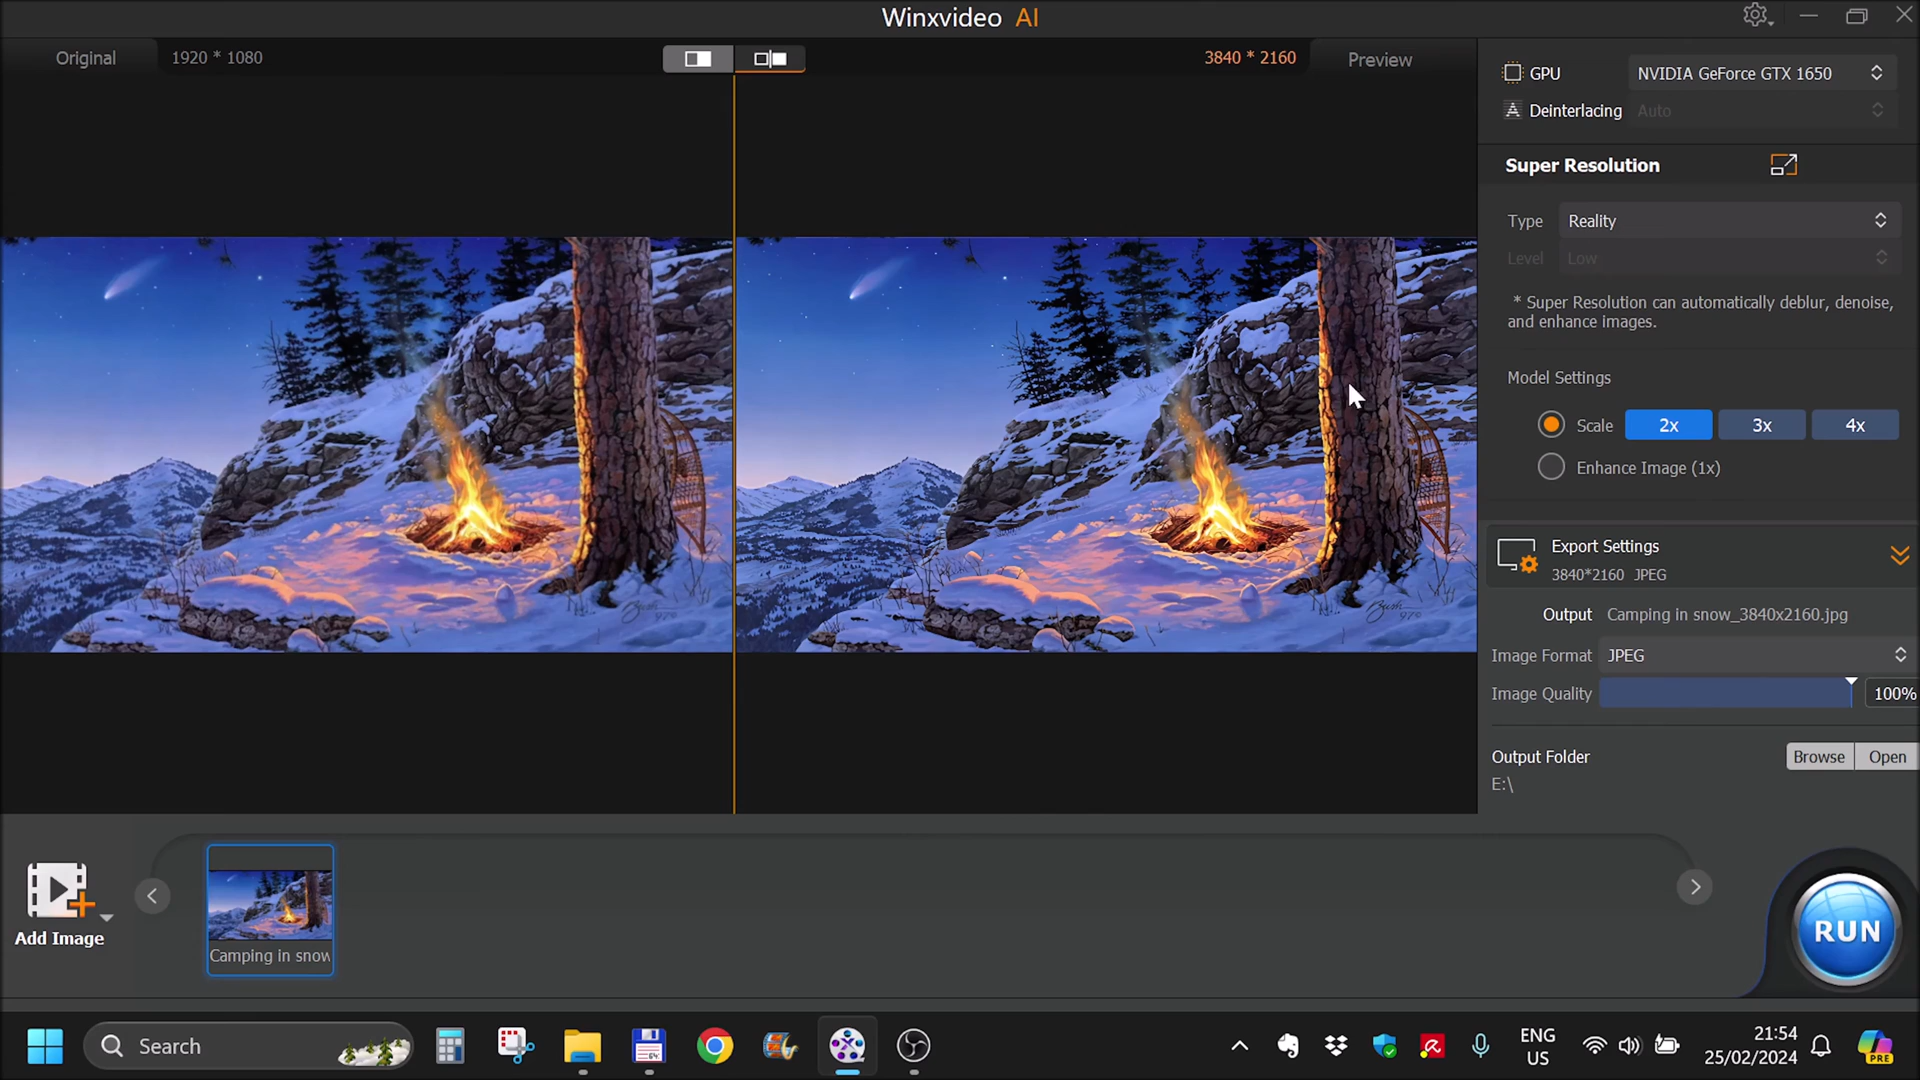 Winxvideo AI
Original
1920 * 1080
3840 * 2160
Preview
GPU
NVIDIA GeForce GTX 1650
Deinterlacing
Auto
Super Resolution
Type
Reality
Level
Low
* Super Resolution can automatically deblur, denoise,
and enhance images.
Model Settings
Scale
2x
3x
4x
Enhance Image (1x)
Export Settings
3840*2160 JPEG
Output
Camping in snow_3840x2160.jpg
Image Format
JPEG
Image Quality
100%
Output Folder
Browse
Open
E:\
Add Image
Camping in snow
RUN
Search
64
ENG
US
21:54
25/02/2024
PRE